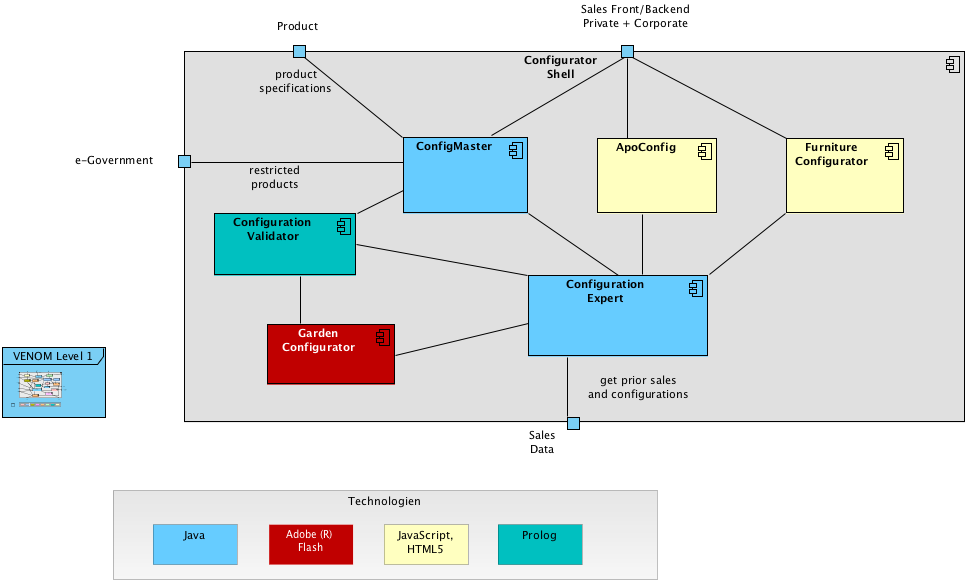 Sales Front/Backend
Private + Corporate
Product
Configurator
Shell
product
specifications
ConfigMaster
ApoConfig
Furniture
Configurator
e-Government
restricted
products
Configuration
Validator
Configuration
Expert
Garden
Configurator
VENOM Level 1
get prior sales
and configurations
Sales
Data
Technologien
Java
Adobe (R)
Flash
JavaScript,
HTML5
Prolog